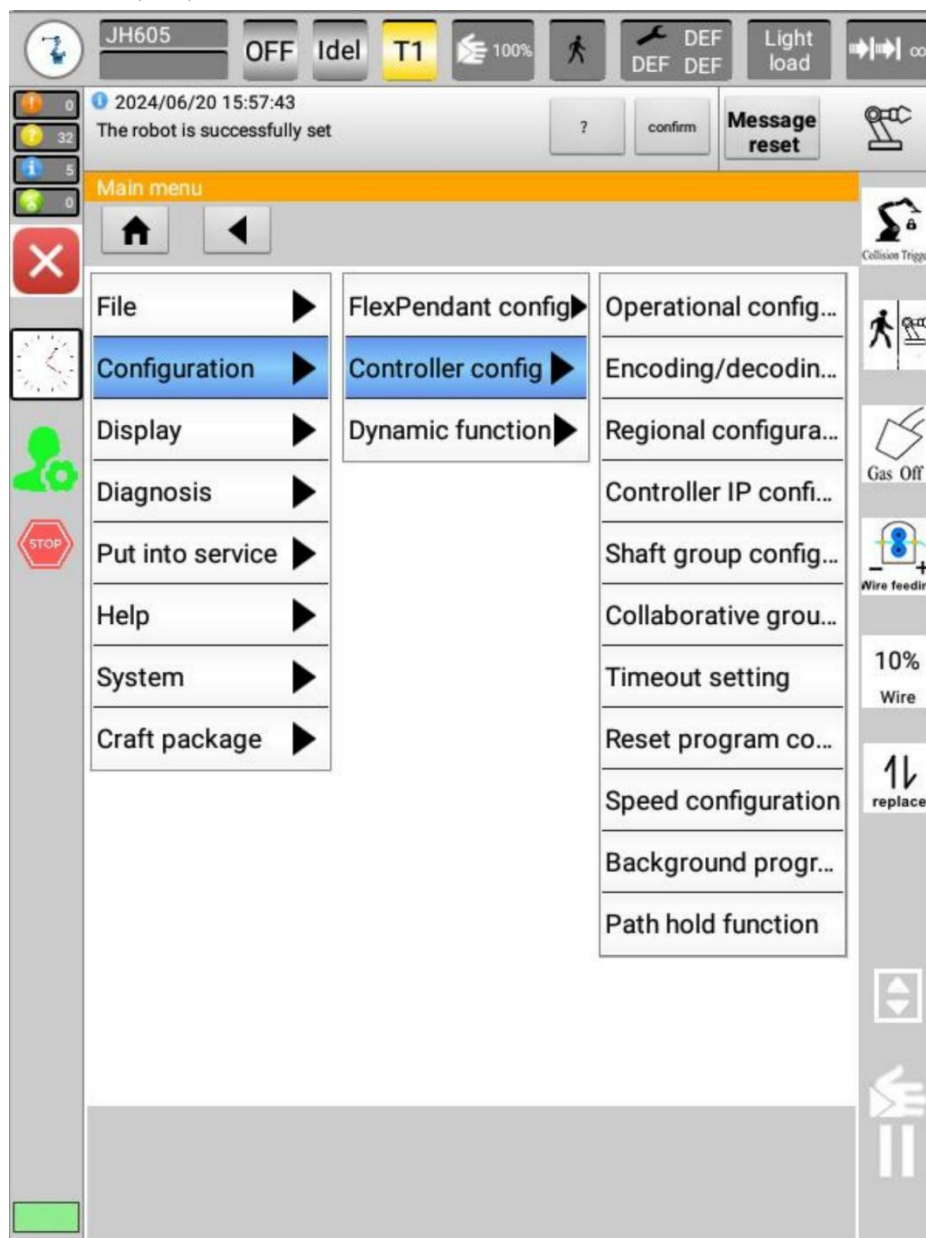 JH605
OFF
Idel
T1
100%
DEF
DEF DEF
Light
load
∞
0
32
5
0
2024/06/20 15:57:43
The robot is successfully set
?
confirm
Message
reset
Main menu
File
Configuration
Display
Diagnosis
Put into service
Help
System
Craft package
FlexPendant config
Controller config
Dynamic function
Operational config...
Encoding/decodin...
Regional configura...
Controller IP confi...
Shaft group config...
Collaborative grou...
Timeout setting
Reset program co...
Speed configuration
Background progr...
Path hold function
STOP
Collision Trigge
Gas Off
- +
Wire feedin
10%
Wire
replace